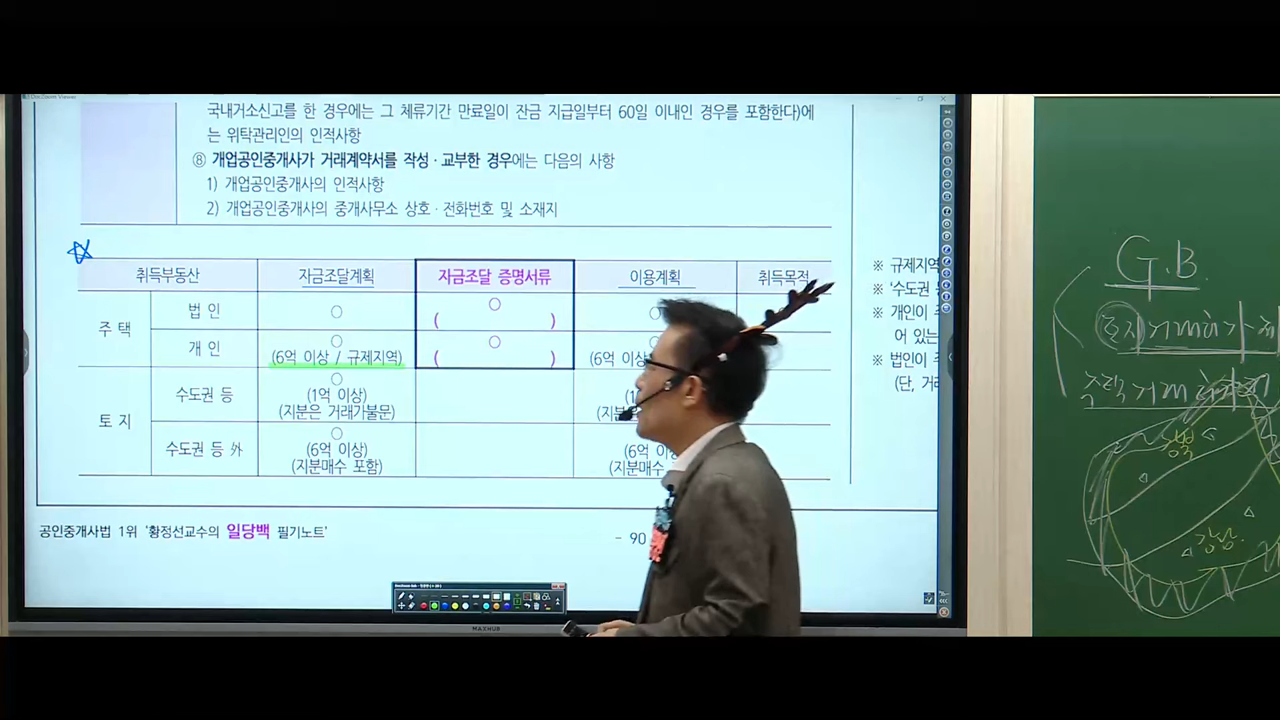 국내거소신고를 한 경우에는 그 체류기간 만료일이 잔금 지급일부터 60일 이내인 경우를 포함한다)에
는 위탁관리인의 인적사항
⑧ 개업공인중개사가 거래계약서를 작성·교부한 경우에는 다음의 사항
1) 개업공인중개사의 인적사항
2) 개업공인중개사의 중개사무소 상호·전화번호 및 소재지
취득부동산 자금조달계획 자금조달 증명서류 이용계획 취득목적
주 택
법 인 ○ ○ ( ) ○
개 인 ○ (6억 이상 / 규제지역) ○ ( ) (6억 이상
토 지
수도권 등 ○ (1억 이상) (지분은 거래가불문) (지분은
수도권 등 外 ○ (6억 이상) (지분매수 포함) (6억 이상 (지분매수
※ 규제지역
※ '수도권
※ 개인이
어 있는
※ 법인이
(단, 거래
공인중개사법 1위 '황정선교수의 일당백 필기노트'
- 90
MAXHUB
G.B
강북
강남